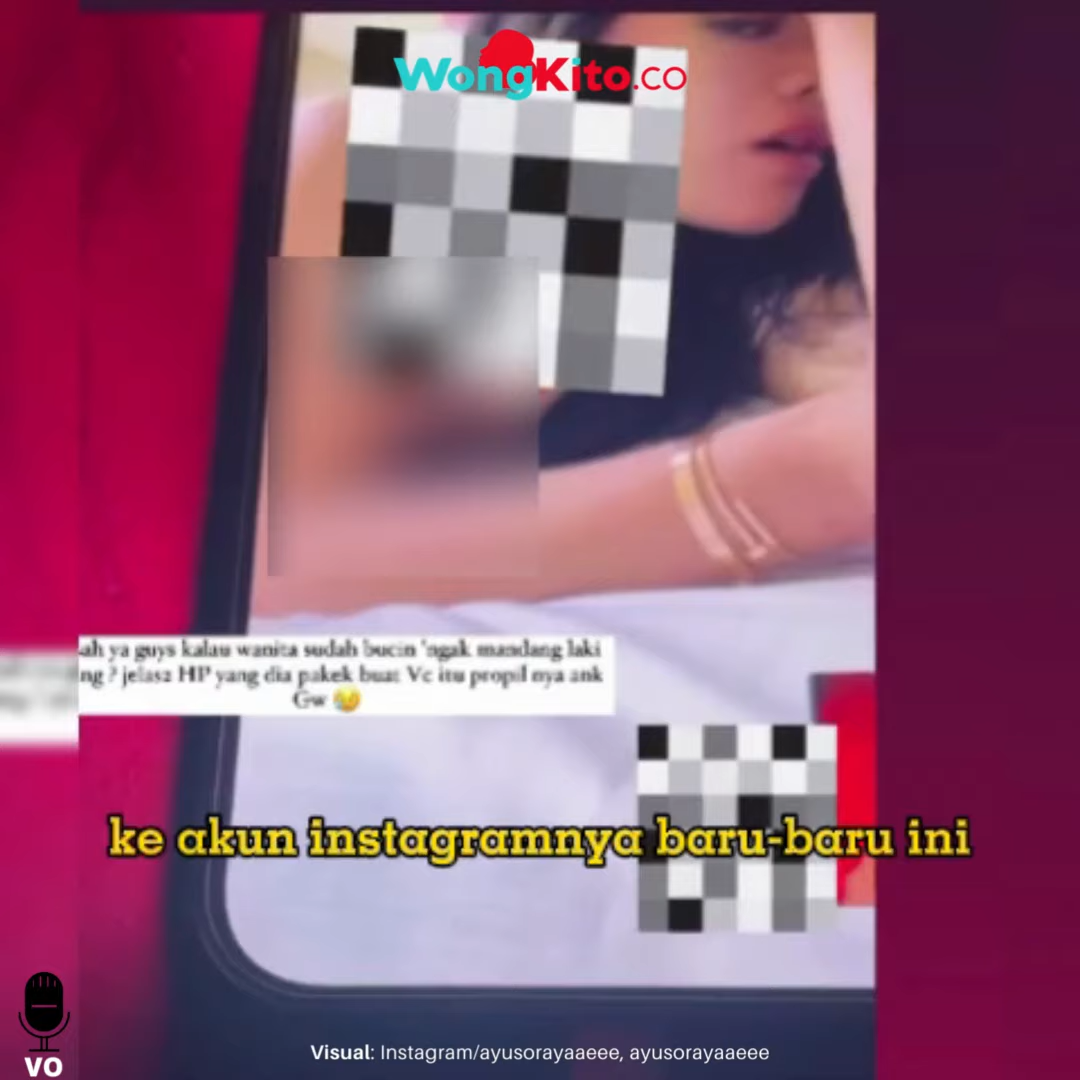 WongKito.co
ah ya guys kalau wanita sudah bucin 'ngak mandang laki
ng ? jelas2 HP yang dia pakek buat Vc itu propil nya ank
Gw 😢
ke akun instagramnya baru-baru ini
VO
Visual: Instagram/ayusorayaaeee, ayusorayaaeee